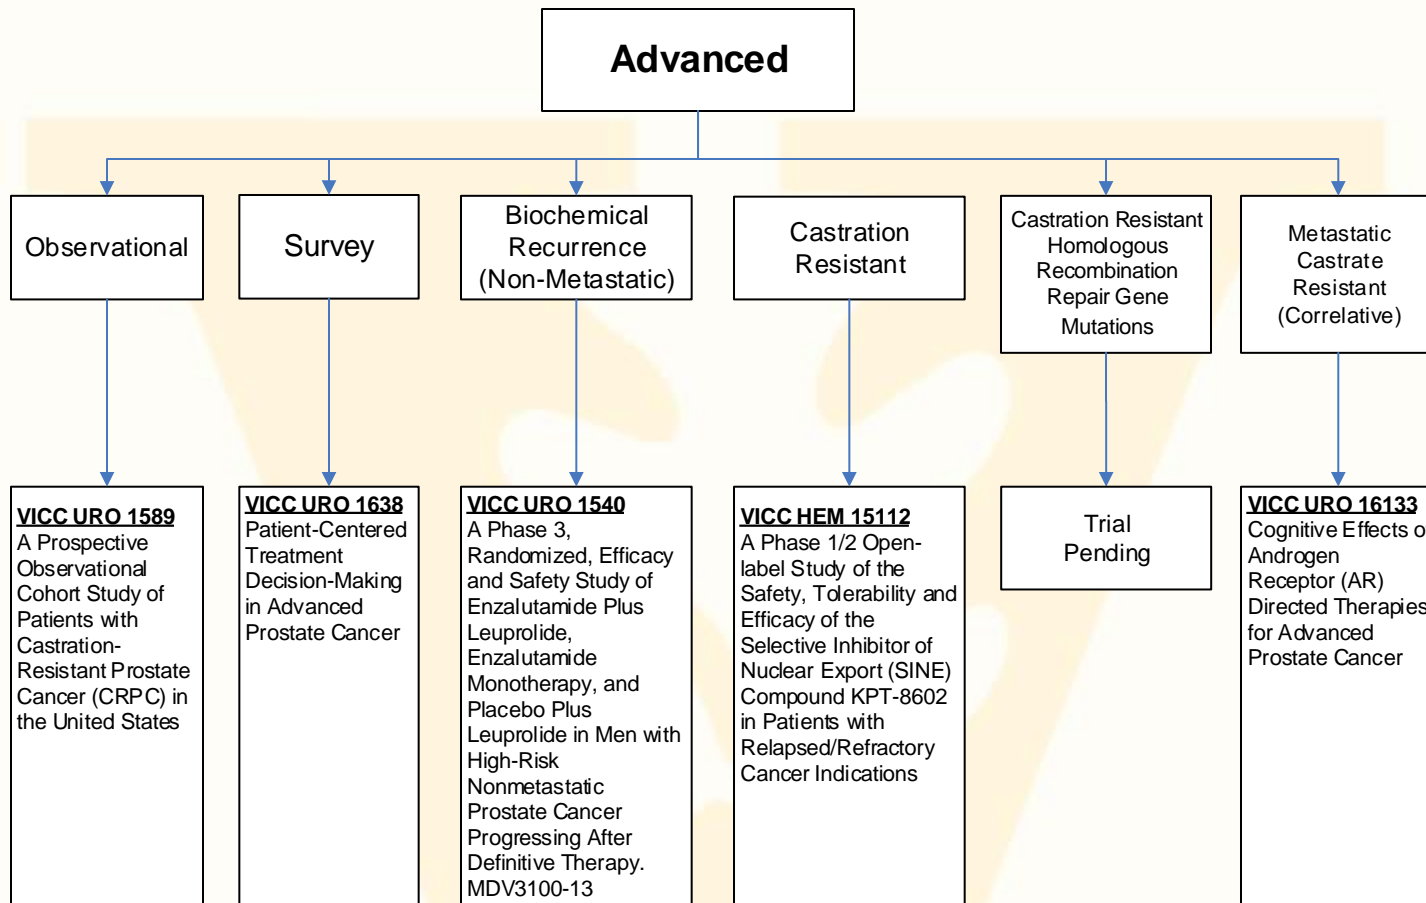 Advanced
Observational
Survey
Biochemical
Recurrence
(Non-Metastatic)
Castration
Resistant
Castration Resistant
Homologous
Recombination
Repair Gene
Mutations
Metastatic
Castrate
Resistant
(Correlative)
VICC URO 1589
A Prospective
Observational
Cohort Study of
Patients with
Castration-
Resistant Prostate
Cancer (CRPC) in
the United States
VICC URO 1638
Patient-Centered
Treatment
Decision-Making
in Advanced
Prostate Cancer
VICC URO 1540
A Phase 3,
Randomized, Efficacy
and Safety Study of
Enzalutamide Plus
Leuprolide,
Enzalutamide
Monotherapy, and
Placebo Plus
Leuprolide in Men with
High-Risk
Nonmetastatic
Prostate Cancer
Progressing After
Definitive Therapy.
MDV3100-13
VICC HEM 15112
A Phase 1/2 Open-
label Study of the
Safety, Tolerability and
Efficacy of the
Selective Inhibitor of
Nuclear Export (SINE)
Compound KPT-8602
in Patients with
Relapsed/Refractory
Cancer Indications
Trial
Pending
VICC URO 16133
Cognitive Effects o
Androgen
Receptor (AR)
Directed Therapies
for Advanced
Prostate Cancer